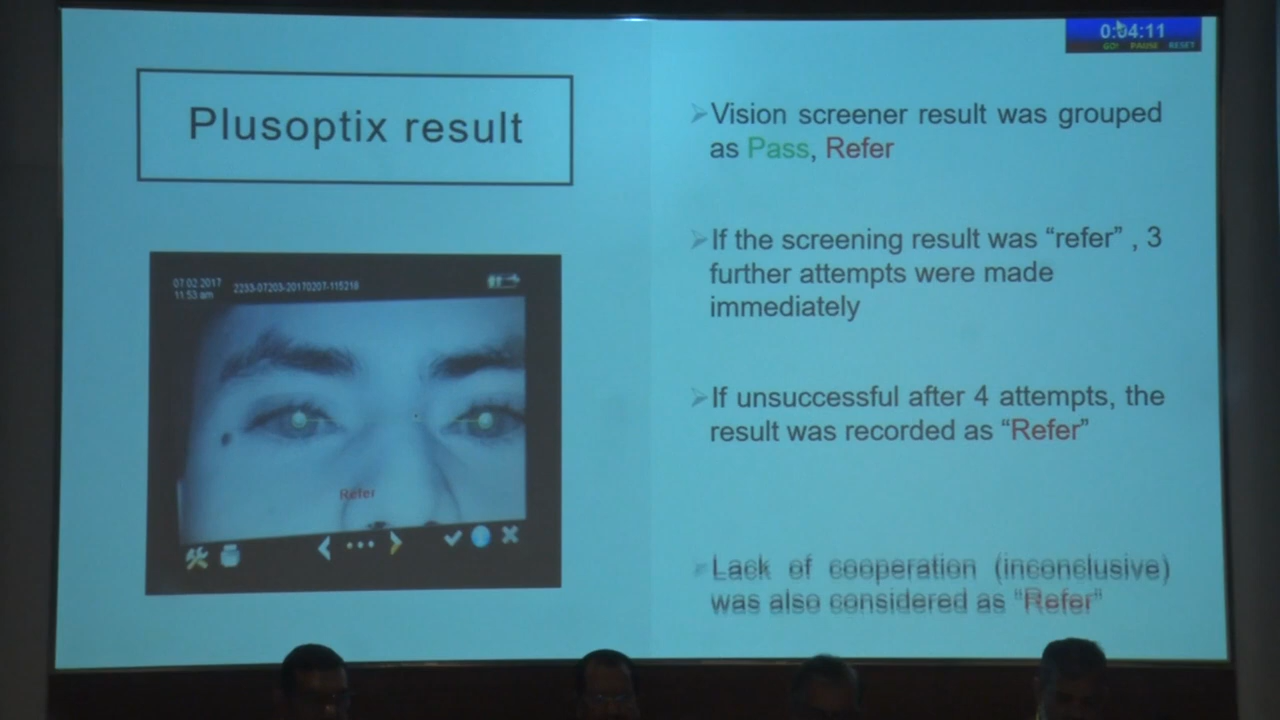 0:04:11
GO! PAUSE RESET
Plusoptix result
07.02.2017
11:53 am
2233-07203-20170207-115218
Refer
Vision screener result was grouped
as Pass, Refer
If the screening result was “refer” , 3
further attempts were made
immediately
If unsuccessful after 4 attempts, the
result was recorded as “Refer”
Lack of cooperation (inconclusive)
was also considered as “Refer”